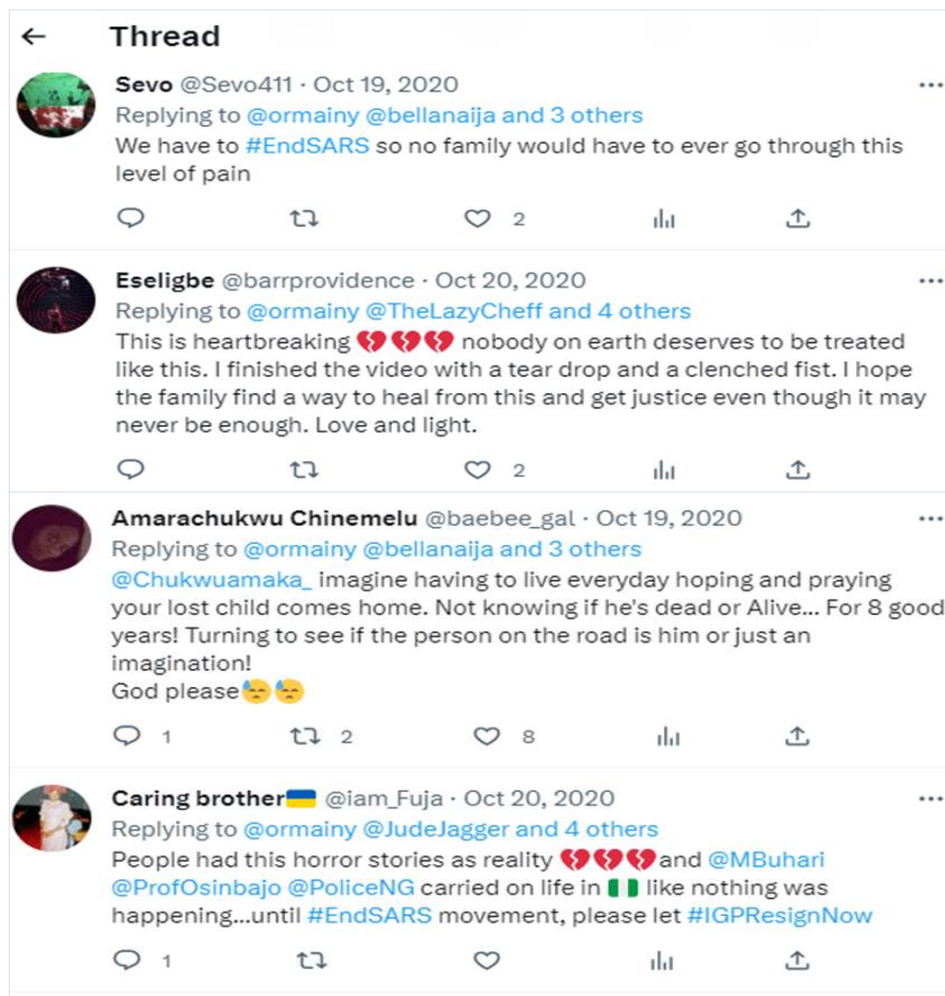 Thread
Sevo @Sevo411 · Oct 19, 2020
Replying to @ormainy @bellanaija and 3 others
We have to #EndSARS so no family would have to ever go through this
level of pain
2
Eseligbe @barrprovidence · Oct 20, 2020
Replying to @ormainy @TheLazyCheff and 4 others
This is heartbreaking 💔💔💔 nobody on earth deserves to be treated
like this. I finished the video with a tear drop and a clenched fist. I hope
the family find a way to heal from this and get justice even though it may
never be enough. Love and light.
2
Amarachukwu Chinemelu @baebee_gal · Oct 19, 2020
Replying to @ormainy @bellanaija and 3 others
@Chukwuamaka_ imagine having to live everyday hoping and praying
your lost child comes home. Not knowing if he's dead or Alive... For 8 good
years! Turning to see if the person on the road is him or just an
imagination!
God please😓😓
1 2 8
Caring brother🇺🇦 @iam_Fuja · Oct 20, 2020
Replying to @ormainy @JudeJagger and 4 others
People had this horror stories as reality 💔💔💔and @MBuhari
@ProfOsinbajo @PoliceNG carried on life in 🇳🇬 like nothing was
happening...until #EndSARS movement, please let #IGPResignNow
1